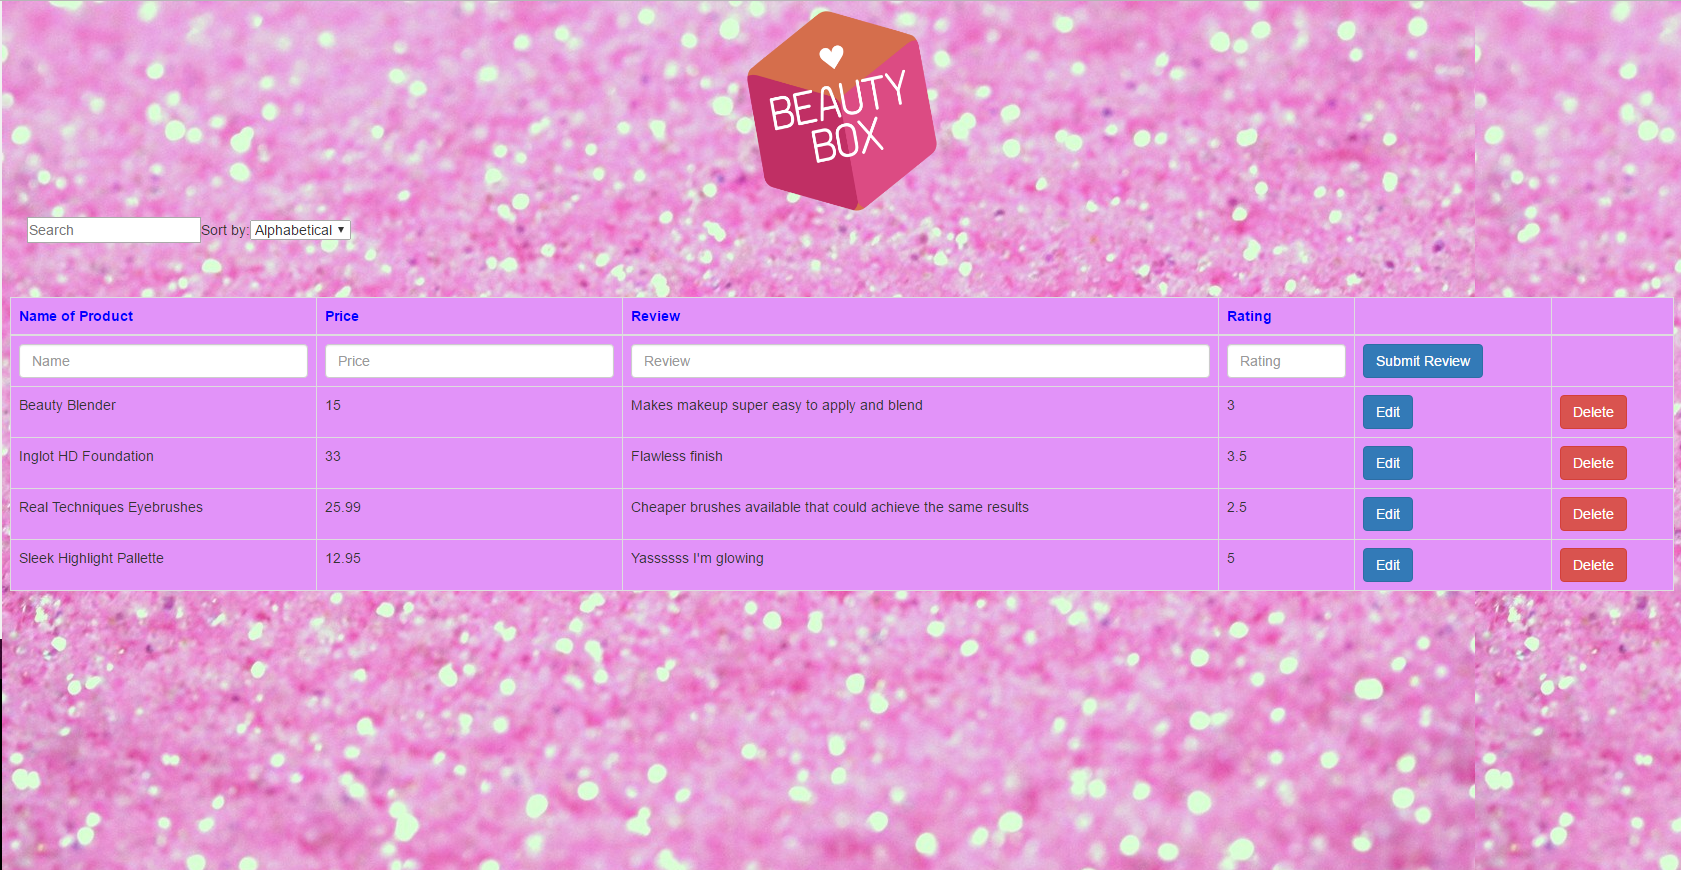 BEAUTY
BOX
Search Sort by: Alphabetical
Name of Product Price Review Rating
Name Price Review Rating Submit Review
Beauty Blender 15 Makes makeup super easy to apply and blend 3 Edit Delete
Inglot HD Foundation 33 Flawless finish 3.5 Edit Delete
Real Techniques Eyebrushes 25.99 Cheaper brushes available that could achieve the same results 2.5 Edit Delete
Sleek Highlight Pallette 12.95 Yassssss I'm glowing 5 Edit Delete